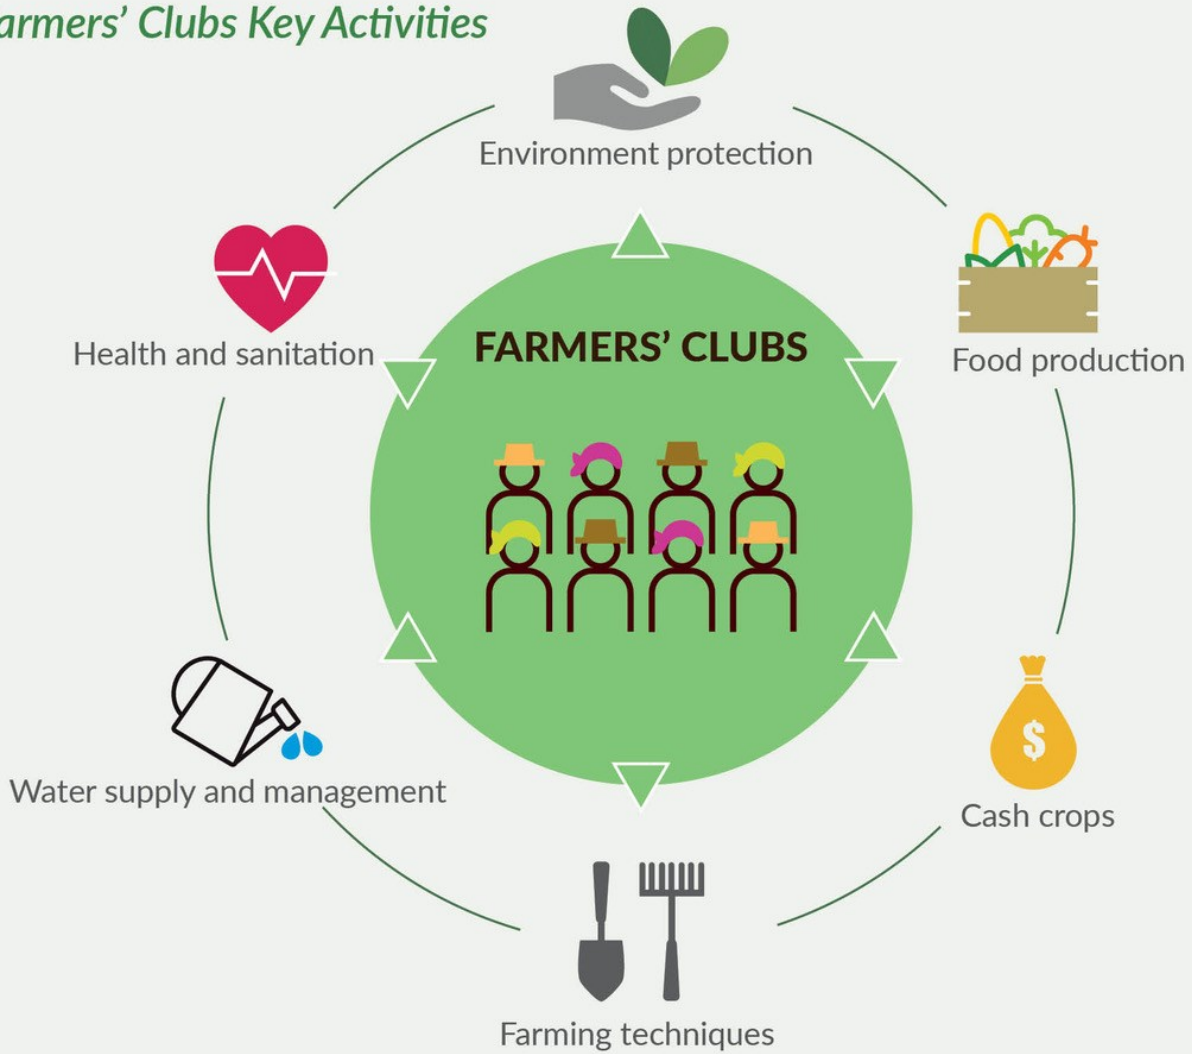 armers’ Clubs Key Activities
Environment protection
Health and sanitation
FARMERS’ CLUBS
Food production
$
Water supply and management
Cash crops
Farming techniques